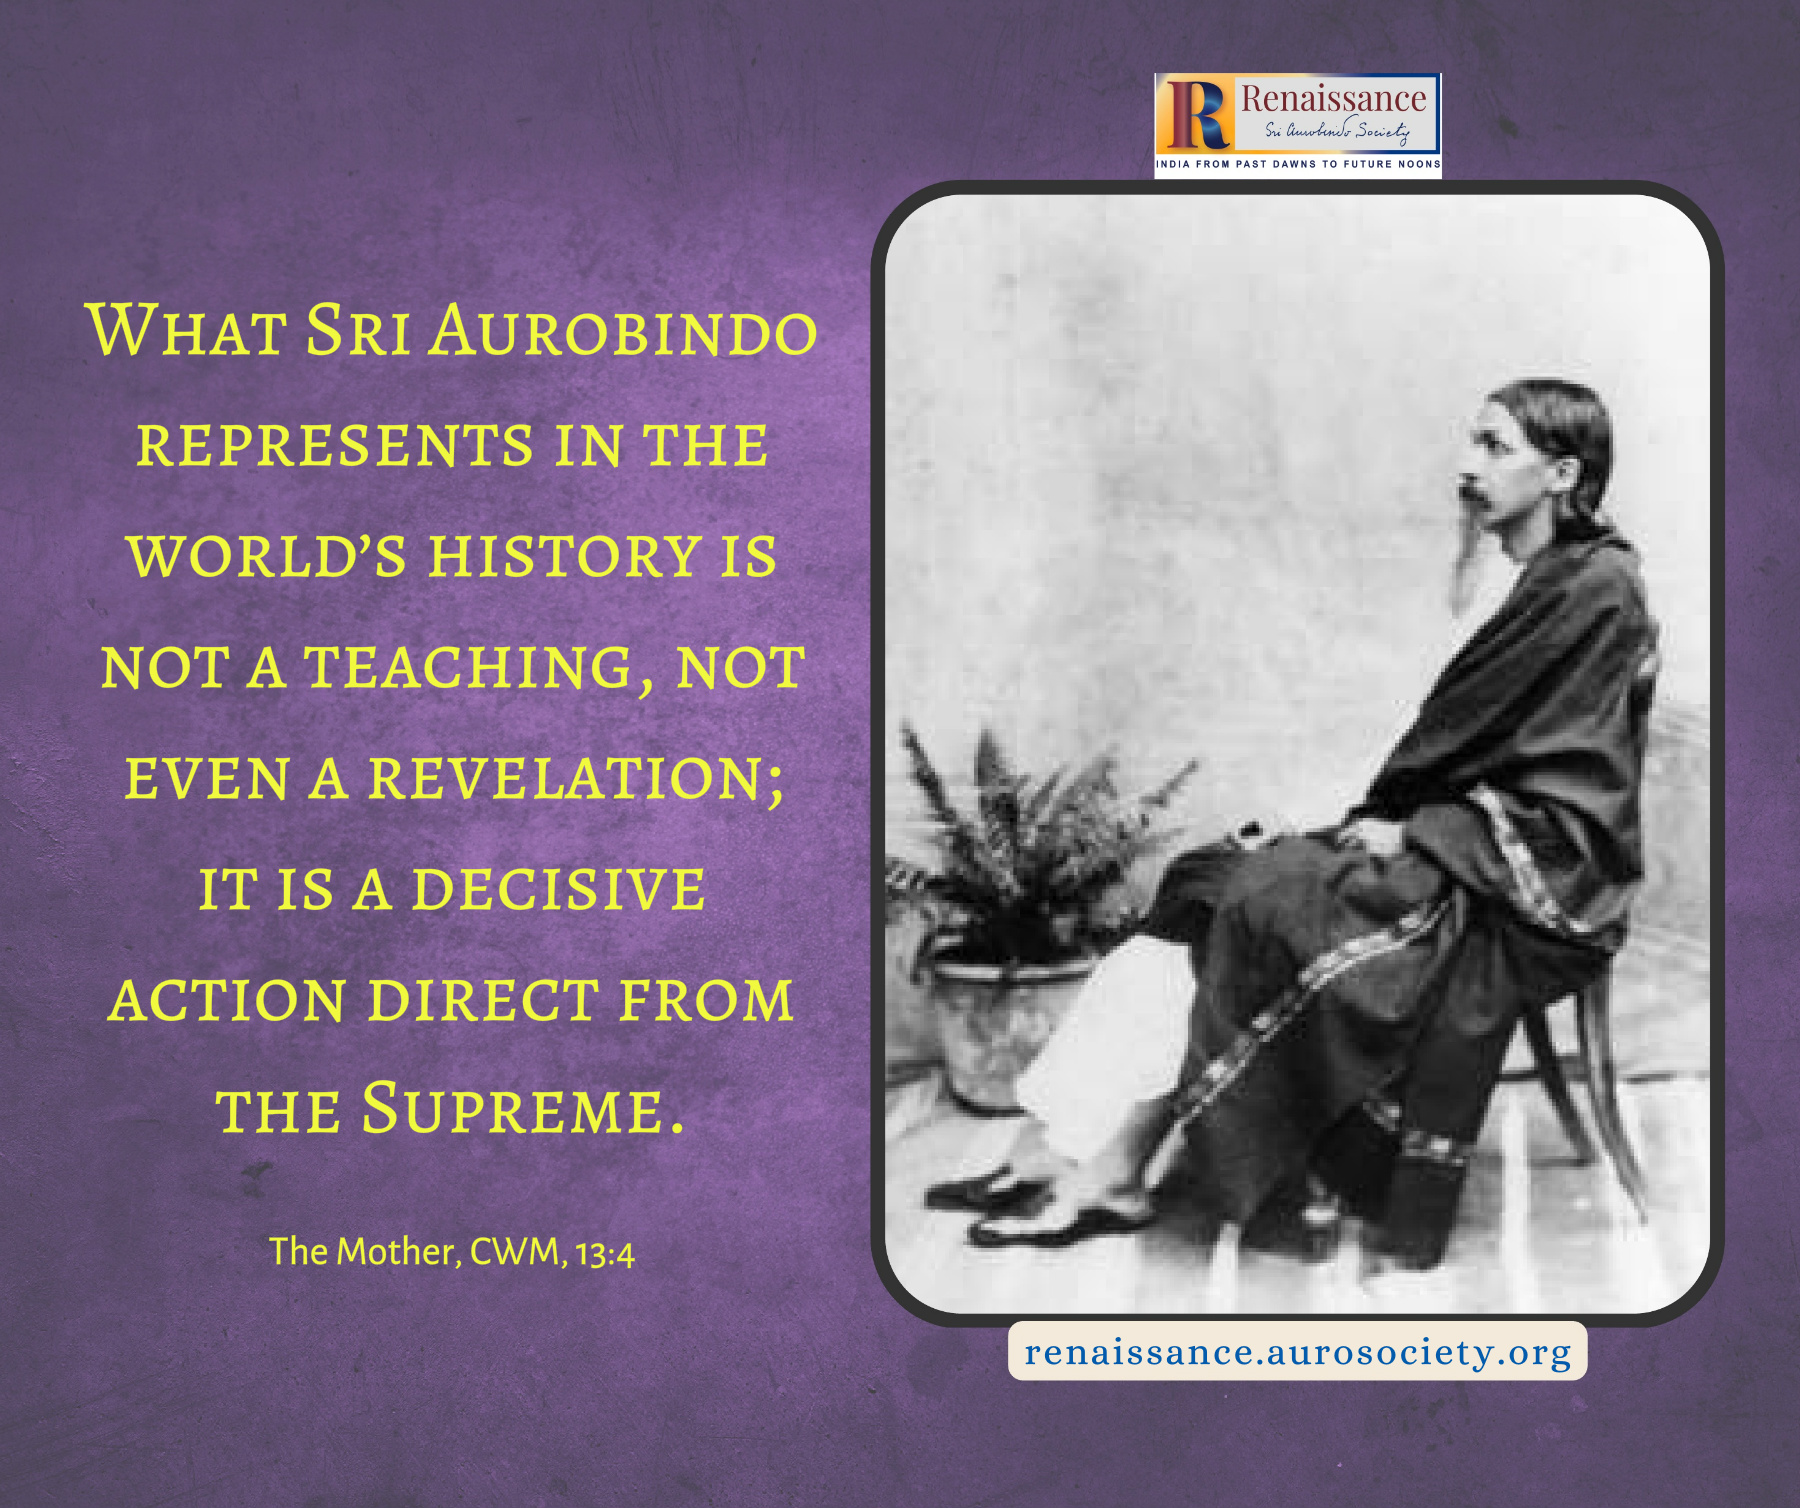 R Renaissance
Sri Aurobindo Society
INDIA FROM PAST DAWNS TO FUTURE NOONS
What Sri Aurobindo
represents in the
world’s history is
not a teaching, not
even a revelation;
it is a decisive
action direct from
the Supreme.
The Mother, CWM, 13:4
renaissance.aurosociety.org